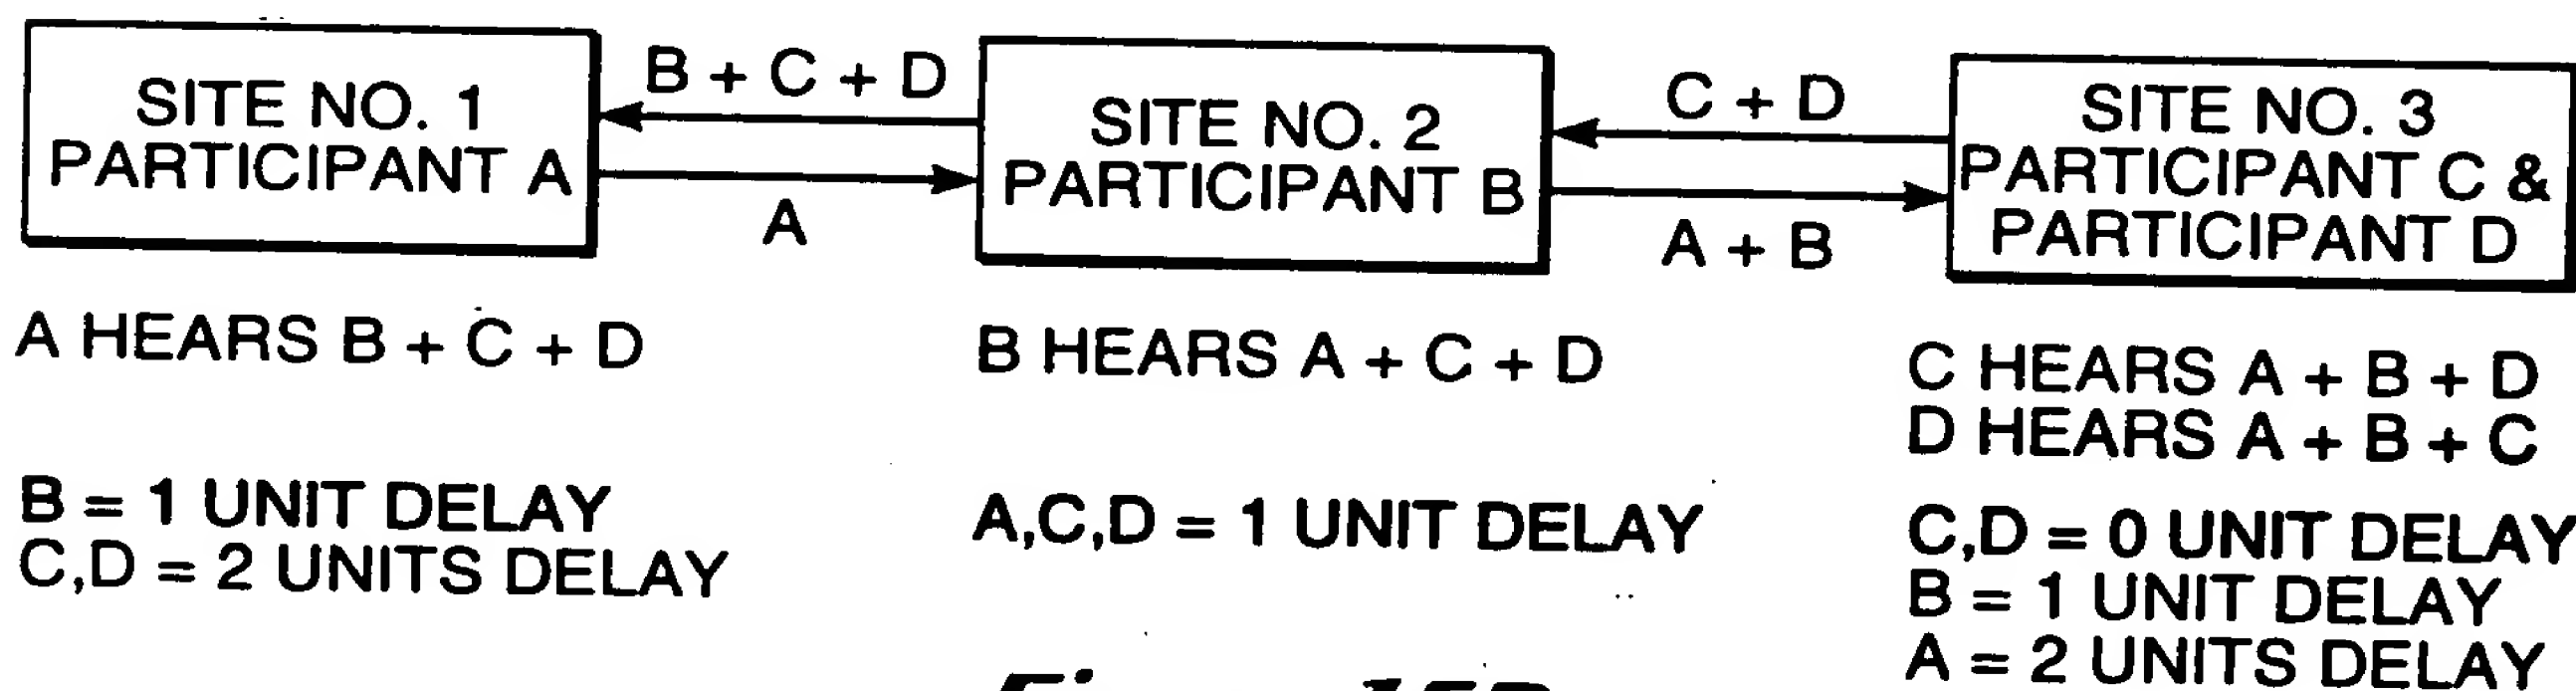 SITE NO. 1
PARTICIPANT A
B + C + D
A
SITE NO. 2
PARTICIPANT B
C + D
A + B
SITE NO. 3
PARTICIPANT C &
PARTICIPANT D
A HEARS B + C + D
B = 1 UNIT DELAY
C,D = 2 UNITS DELAY
B HEARS A + C + D
A,C,D = 1 UNIT DELAY
C HEARS A + B + D
D HEARS A + B + C
C,D = 0 UNIT DELAY
B = 1 UNIT DELAY
A = 2 UNITS DELAY